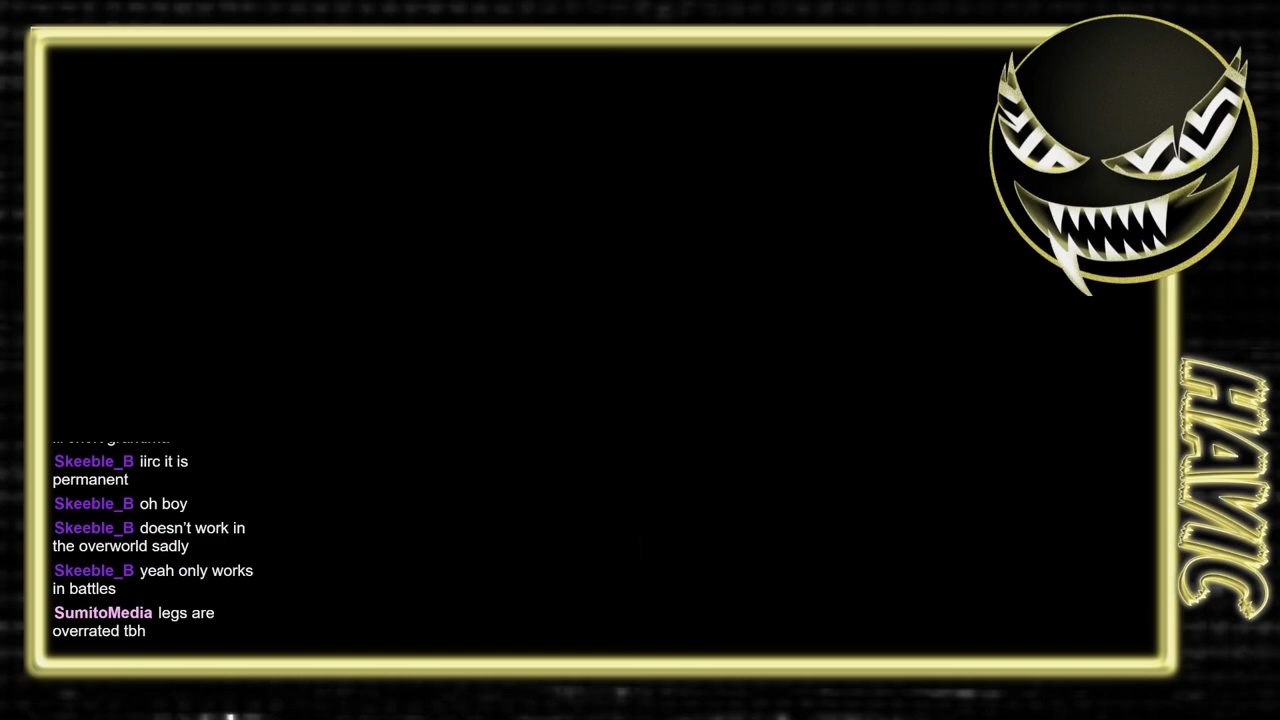 Skeeble_B iirc it is
permanent
Skeeble_B oh boy
Skeeble_B doesn't work in
the overworld sadly
Skeeble_B yeah only works
in battles
SumitoMedia legs are
overrated tbh
HAVIC